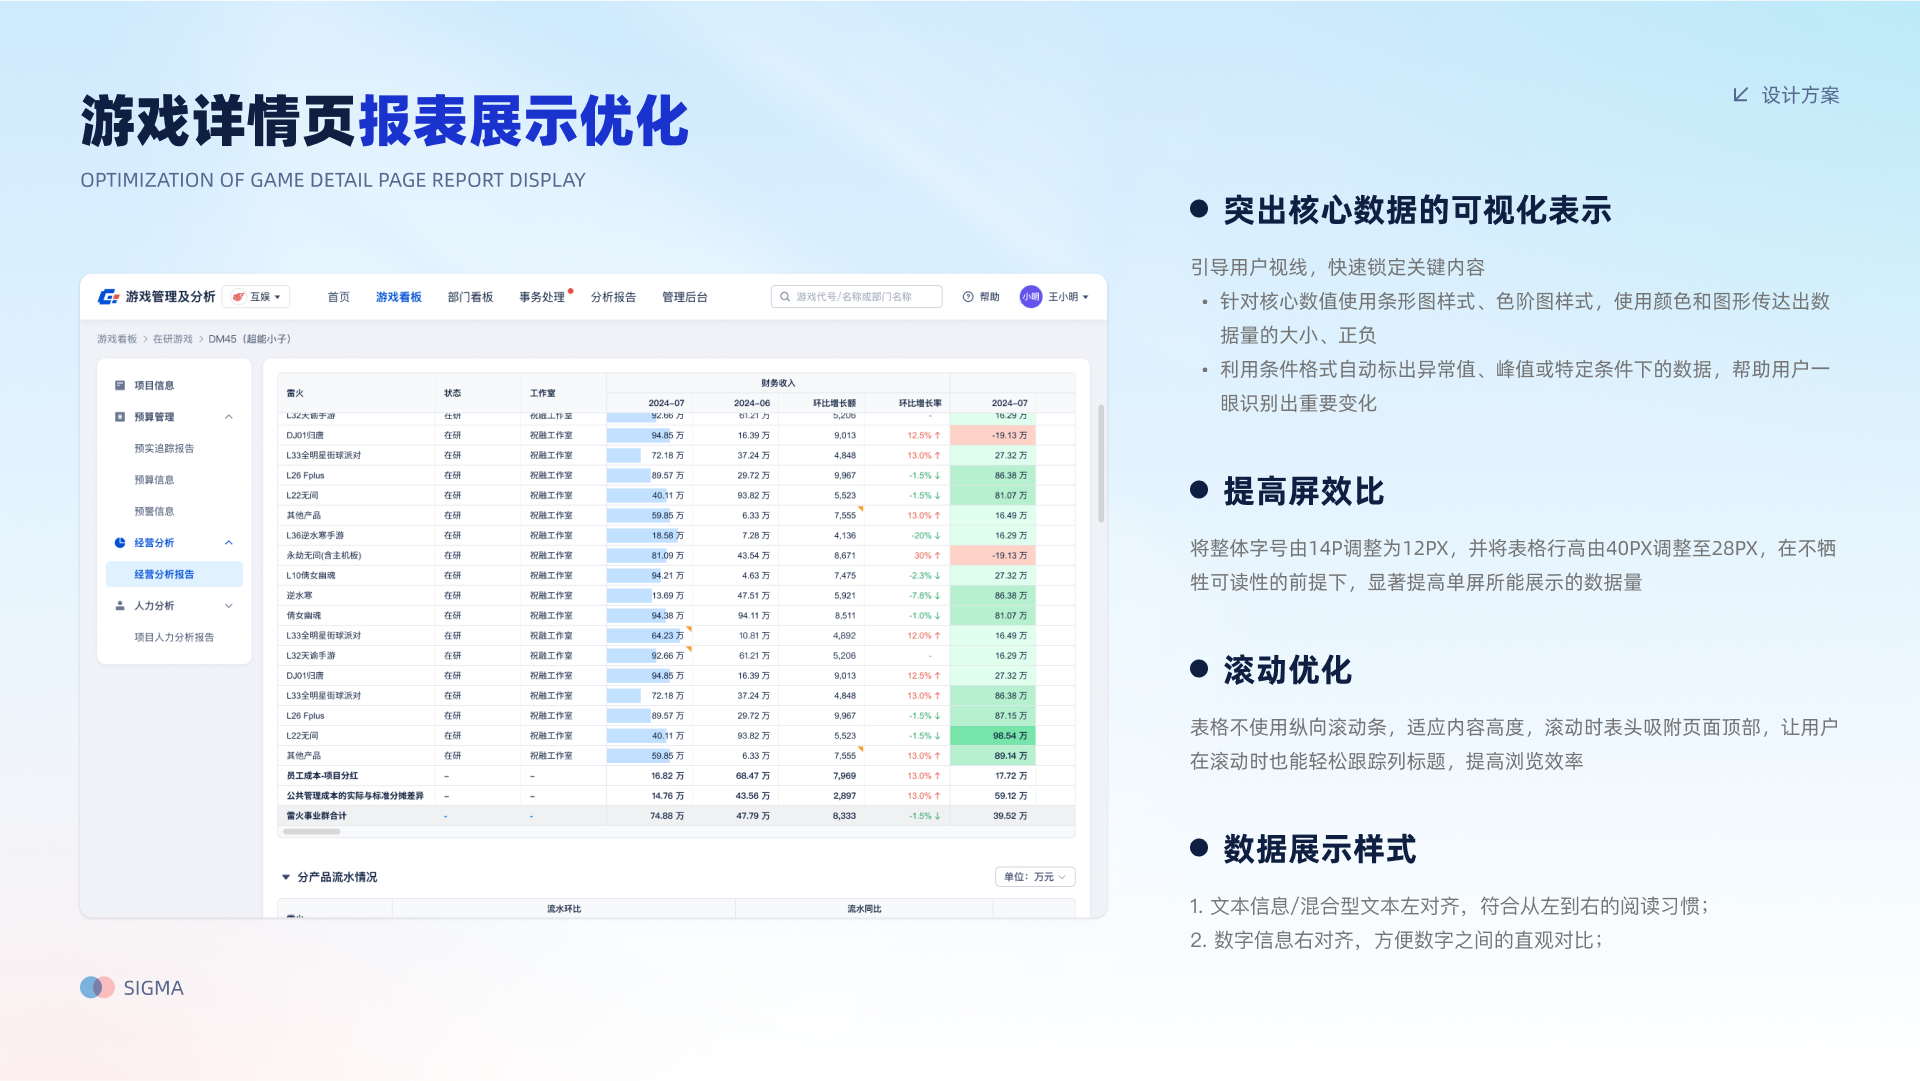 游戏详情页报表展示优化
OPTIMIZATION OF GAME DETAIL PAGE REPORT DISPLAY
设计方案
游戏管理及分析 互娱 首页 游戏看板 部门看板 事务处理 分析报告 管理后台 游戏代号/名称或部门名称 帮助 小明 王小明
游戏看板 > 在研游戏 > DM45（超能小子）
项目信息
预算管理
预实追踪报告
预算信息
预警信息
经营分析
经营分析报告
人力分析
项目人力分析报告
雷火 状态 工作室 财务收入
2024-07 2024-06 环比增长额 环比增长率 2024-07
L32天谕手游 在研 祝融工作室 92.66 万 61.21 万 5,206 - 16.29 万
DJ01归唐 在研 祝融工作室 94.85 万 16.39 万 9,013 12.5% ↑ -19.13 万
L33全明星街球派对 在研 祝融工作室 72.18 万 37.24 万 4,848 13.0% ↑ 27.32 万
L26 Fplus 在研 祝融工作室 89.57 万 29.72 万 9,967 -1.5% ↓ 86.38 万
L22无间 在研 祝融工作室 40.11 万 93.82 万 5,523 -1.5% ↓ 81.07 万
其他产品 在研 祝融工作室 59.85 万 6.33 万 7,555 13.0% ↑ 16.49 万
L36逆水寒手游 在研 祝融工作室 18.58 万 7.28 万 4,136 -20% ↓ 16.29 万
永劫无间(含主机板) 在研 祝融工作室 81.09 万 43.54 万 8,671 30% ↑ -19.13 万
L10倩女幽魂 在研 祝融工作室 94.21 万 4.63 万 7,475 -2.3% ↓ 27.32 万
逆水寒 在研 祝融工作室 13.69 万 47.51 万 5,921 -7.8% ↓ 86.38 万
倩女幽魂 在研 祝融工作室 94.38 万 94.11 万 8,511 -1.0% ↓ 81.07 万
L33全明星街球派对 在研 祝融工作室 64.23 万 10.81 万 4,892 12.0% ↑ 16.49 万
L32天谕手游 在研 祝融工作室 92.66 万 61.21 万 5,206 - 16.29 万
DJ01归唐 在研 祝融工作室 94.85 万 16.39 万 9,013 12.5% ↑ 27.32 万
L33全明星街球派对 在研 祝融工作室 72.18 万 37.24 万 4,848 13.0% ↑ 86.38 万
L26 Fplus 在研 祝融工作室 89.57 万 29.72 万 9,967 -1.5% ↓ 87.15 万
L22无间 在研 祝融工作室 40.11 万 93.82 万 5,523 -1.5% ↓ 98.54 万
其他产品 在研 祝融工作室 59.85 万 6.33 万 7,555 13.0% ↑ 89.14 万
员工成本-项目分红 – – 16.82 万 68.47 万 7,969 13.0% ↑ 17.72 万
公共管理成本的实际与标准分摊差异 – – 14.76 万 43.56 万 2,897 13.0% ↑ 59.12 万
雷火事业群合计 - - 74.88 万 47.79 万 8,333 -1.5% ↓ 39.52 万
分产品流水情况 单位：万元
流水环比 流水同比
SIGMA
突出核心数据的可视化表示
引导用户视线，快速锁定关键内容
• 针对核心数值使用条形图样式、色阶图样式，使用颜色和图形传达出数
据量的大小、正负
• 利用条件格式自动标出异常值、峰值或特定条件下的数据，帮助用户一
眼识别出重要变化
提高屏效比
将整体字号由14P调整为12PX，并将表格行高由40PX调整至28PX，在不牺
牲可读性的前提下，显著提高单屏所能展示的数据量
滚动优化
表格不使用纵向滚动条，适应内容高度，滚动时表头吸附页面顶部，让用户
在滚动时也能轻松跟踪列标题，提高浏览效率
数据展示样式
1. 文本信息/混合型文本左对齐，符合从左到右的阅读习惯；
2. 数字信息右对齐，方便数字之间的直观对比；